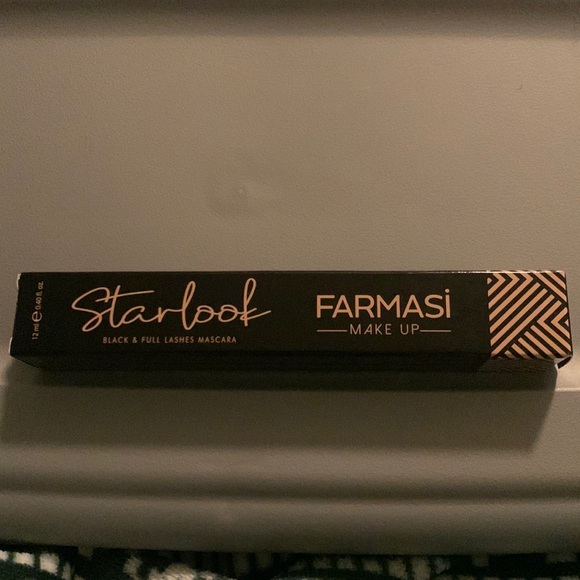 12 ml ℮ 0.40 fl. oz.
Starlook
BLACK & FULL LASHES MASCARA
FARMASİ
MAKE UP